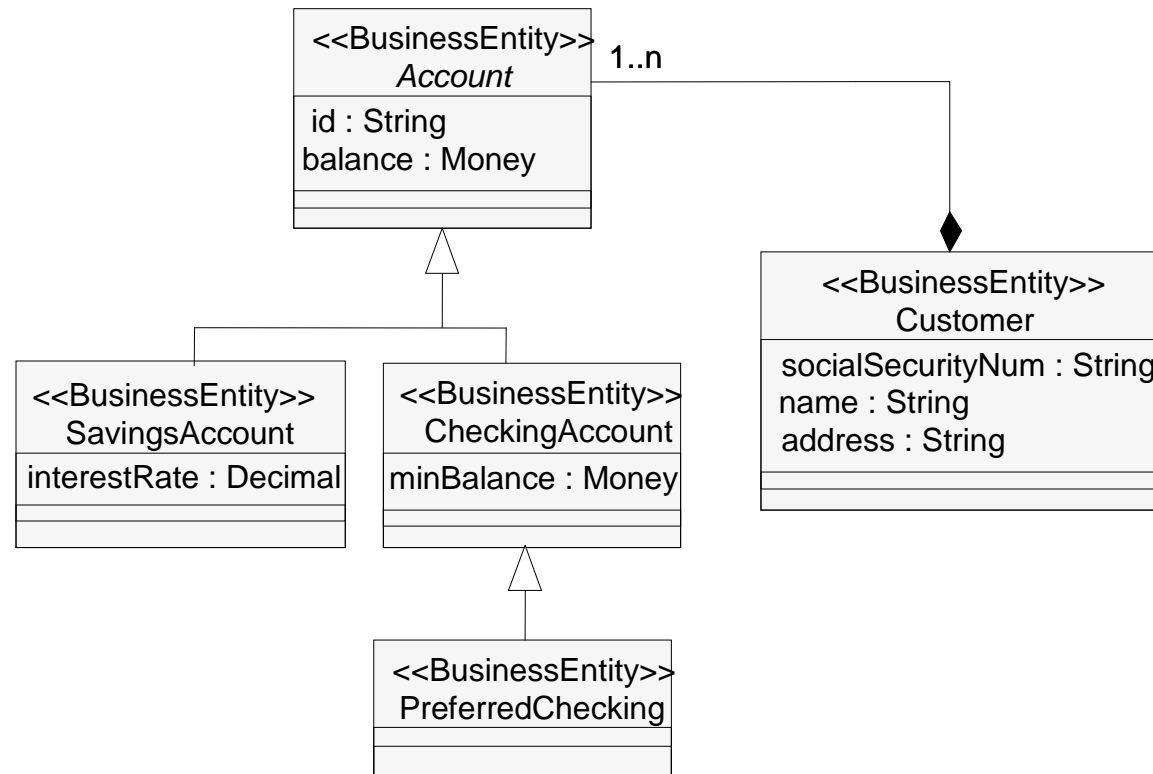 <<BusinessEntity>>
Account
id : String
balance : Money
1..n
<<BusinessEntity>>
Customer
socialSecurityNum : String
name : String
address : String
<<BusinessEntity>>
SavingsAccount
interestRate : Decimal
<<BusinessEntity>>
CheckingAccount
minBalance : Money
<<BusinessEntity>>
PreferredChecking